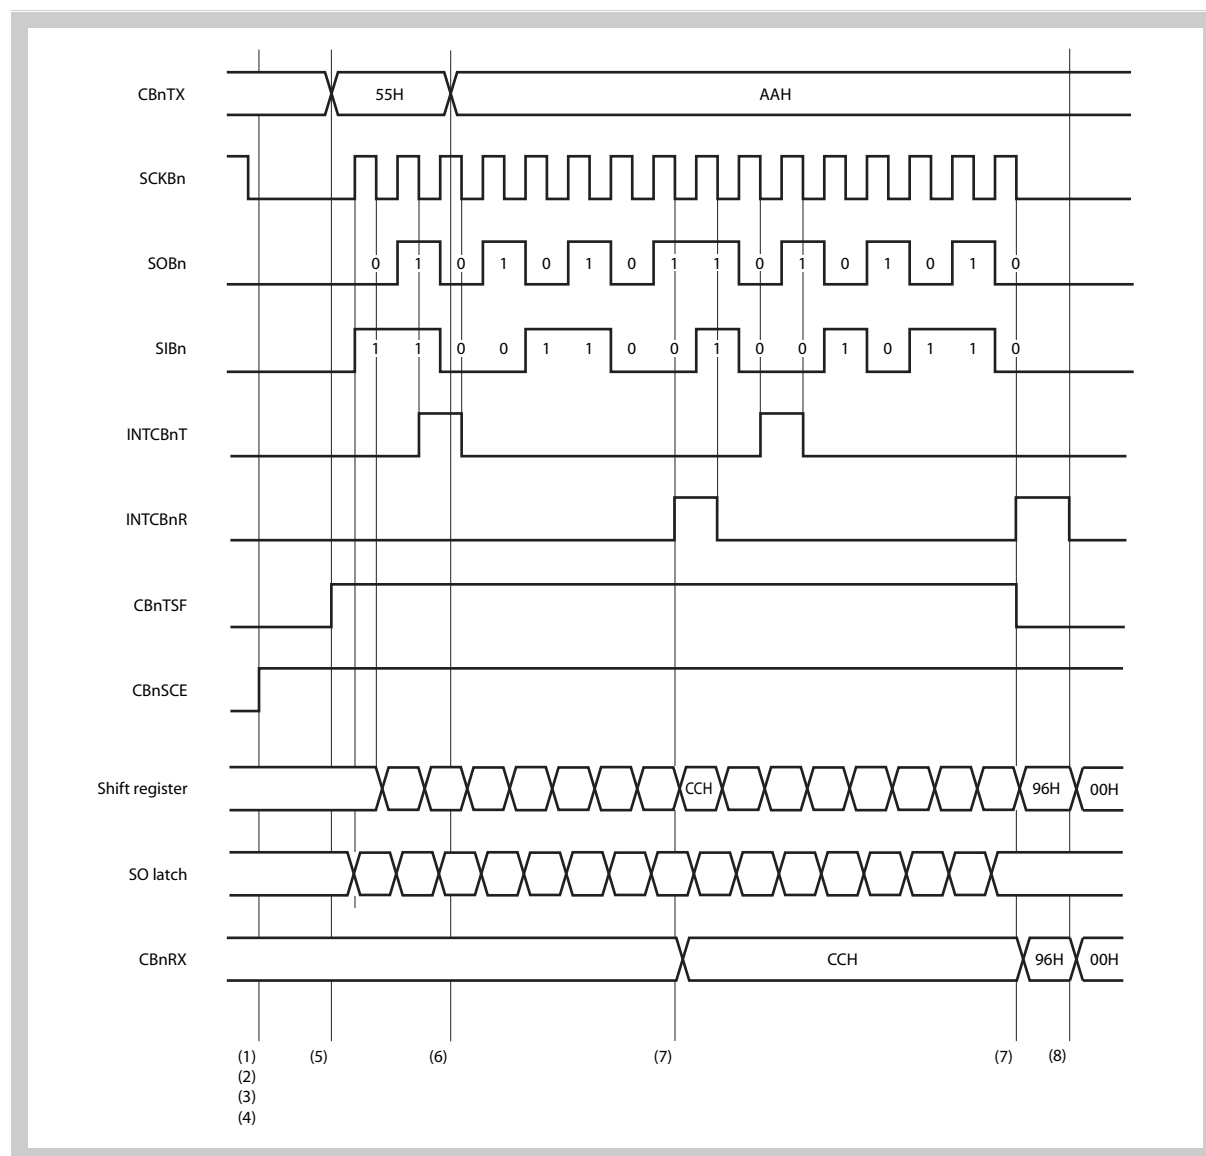 CBnTX 55H AAH
SCKBn
SOBn 0 1 0 1 0 1 0 1 1 0 1 0 1 0 1 0
SIBn 1 1 0 0 1 1 0 0 1 0 0 1 0 1 1 0
INTCBnT
INTCBnR
CBnTSF
CBnSCE
Shift register CCH 96H 00H
SO latch
CBnRX CCH 96H 00H
(1) (5) (6) (7) (7) (8)
(2)
(3)
(4)